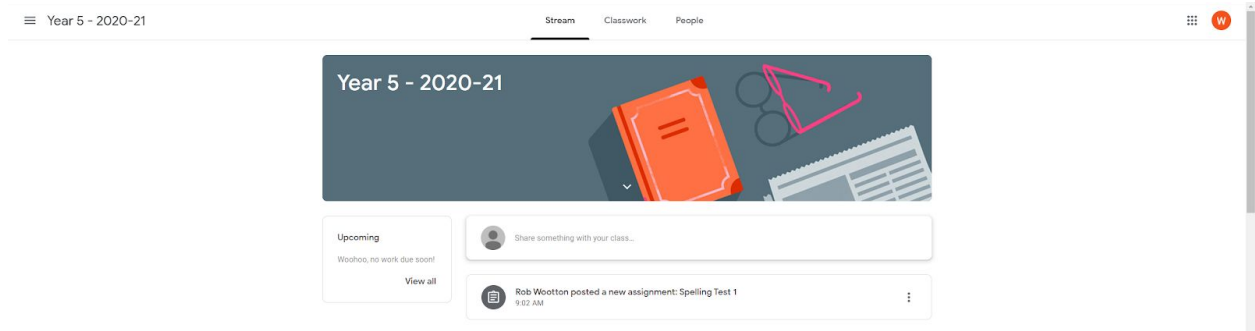 Year 5 - 2020-21
Stream Classwork People
W
Year 5 - 2020-21
Upcoming
Woohoo, no work due soon!
View all
Share something with your class...
Rob Wootton posted a new assignment: Spelling Test 1
9:02 AM